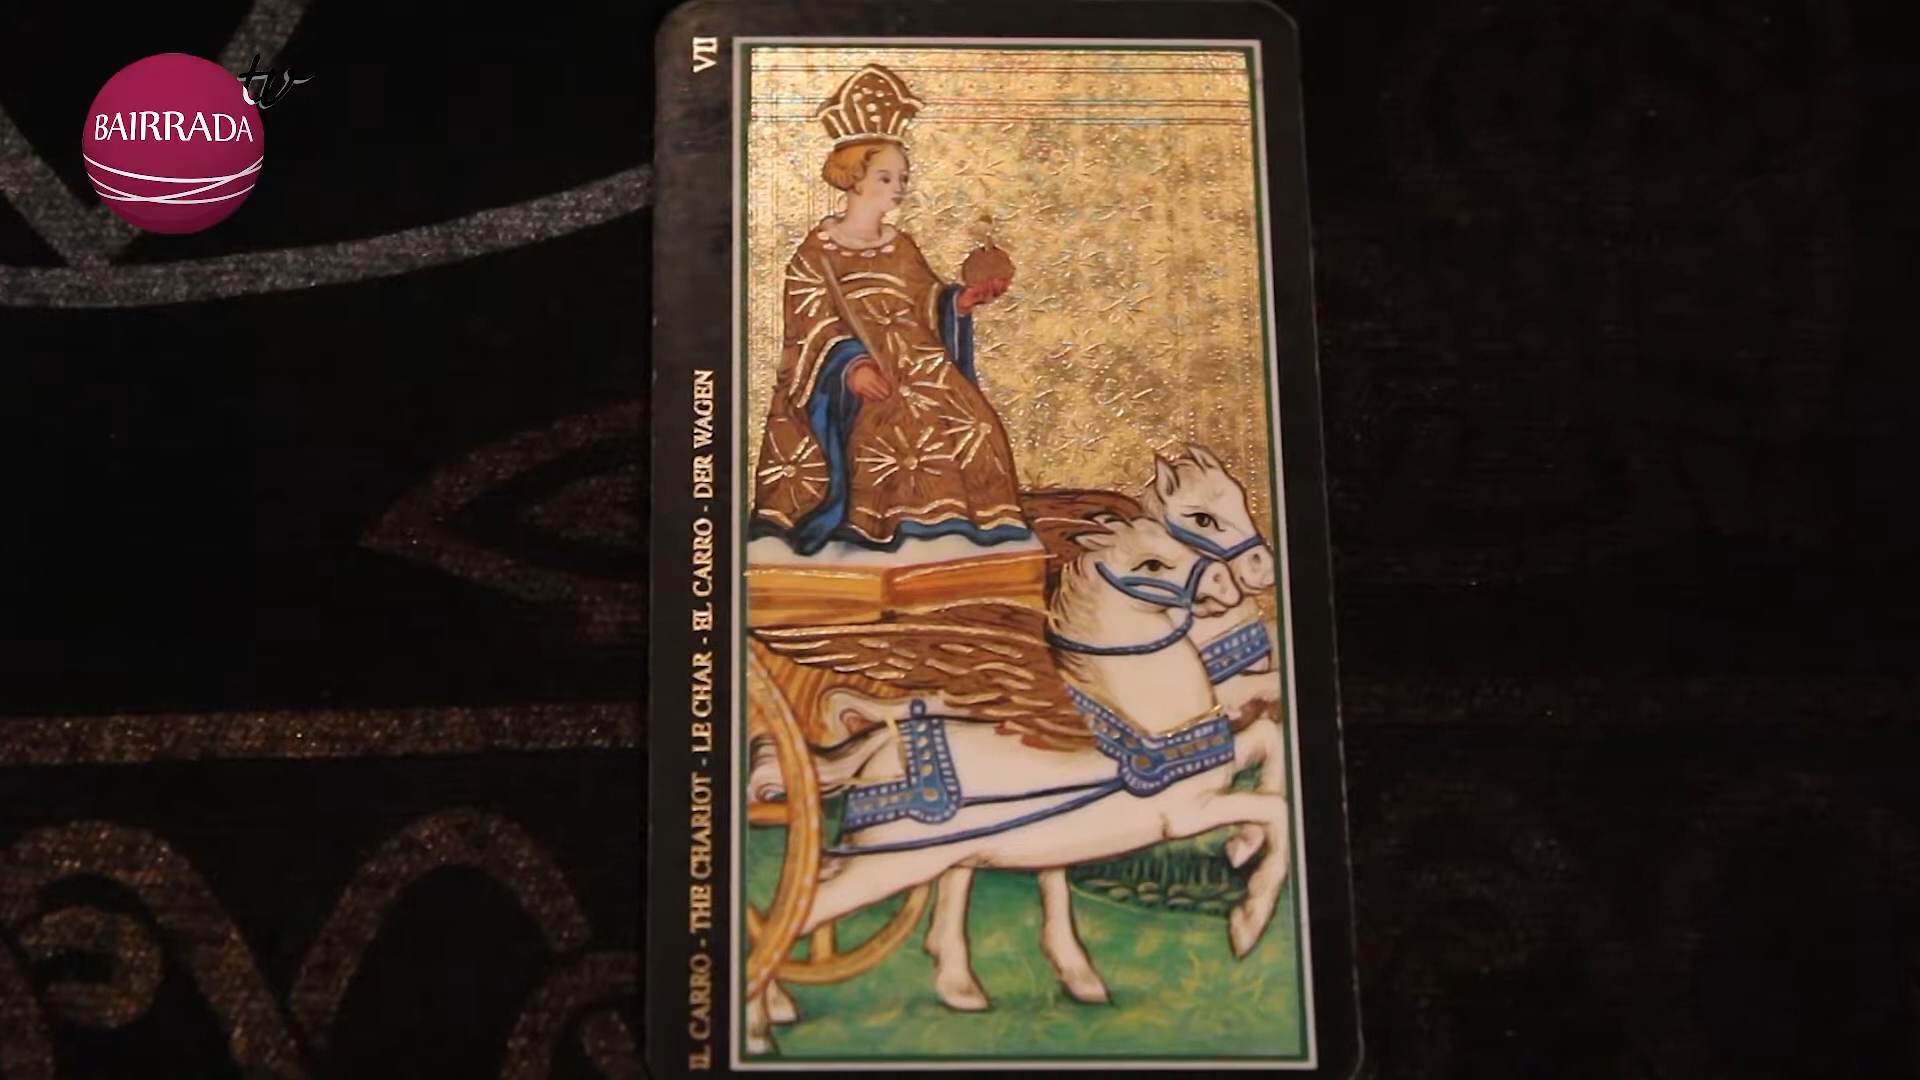 BAIRRADA
tv
VII
IL CARRO - THE CHARIOT - LE CHAR - EL CARRO - DER WAGEN